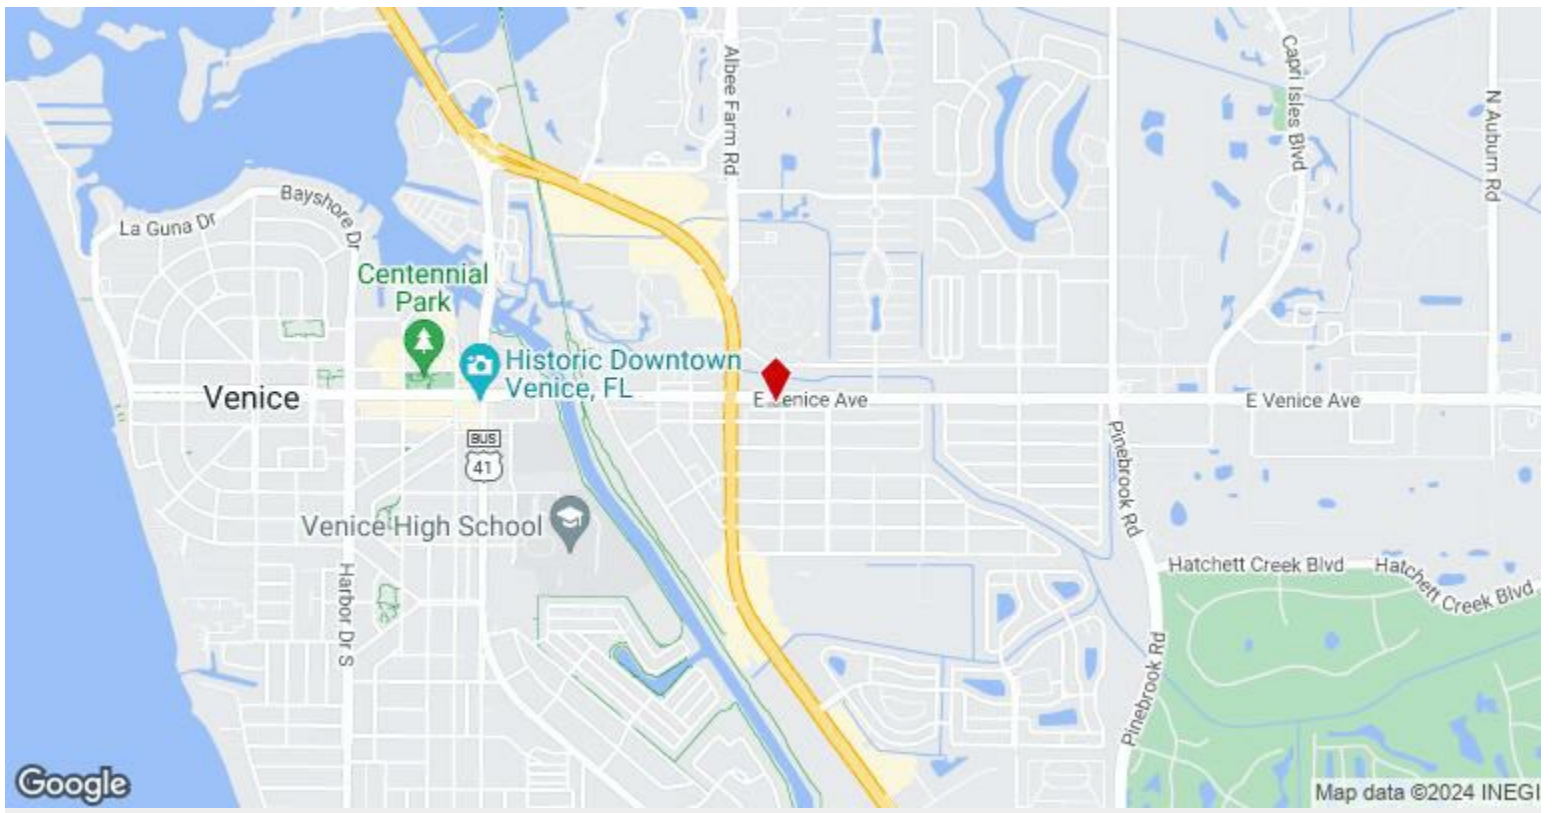 Albee Farm Rd
Capri Isles Blvd
N Auburn Rd
La Guna Dr
Bayshore Dr
Centennial
Park
Historic Downtown
Venice, FL
Venice
E Venice Ave
E Venice Ave
BUS
41
Pinebrook Rd
Venice High School
Harbor Dr S
Hatchett Creek Blvd
Hatchett Creek Blvd
Pinebrook Rd
Google
Map data ©2024 INEGI